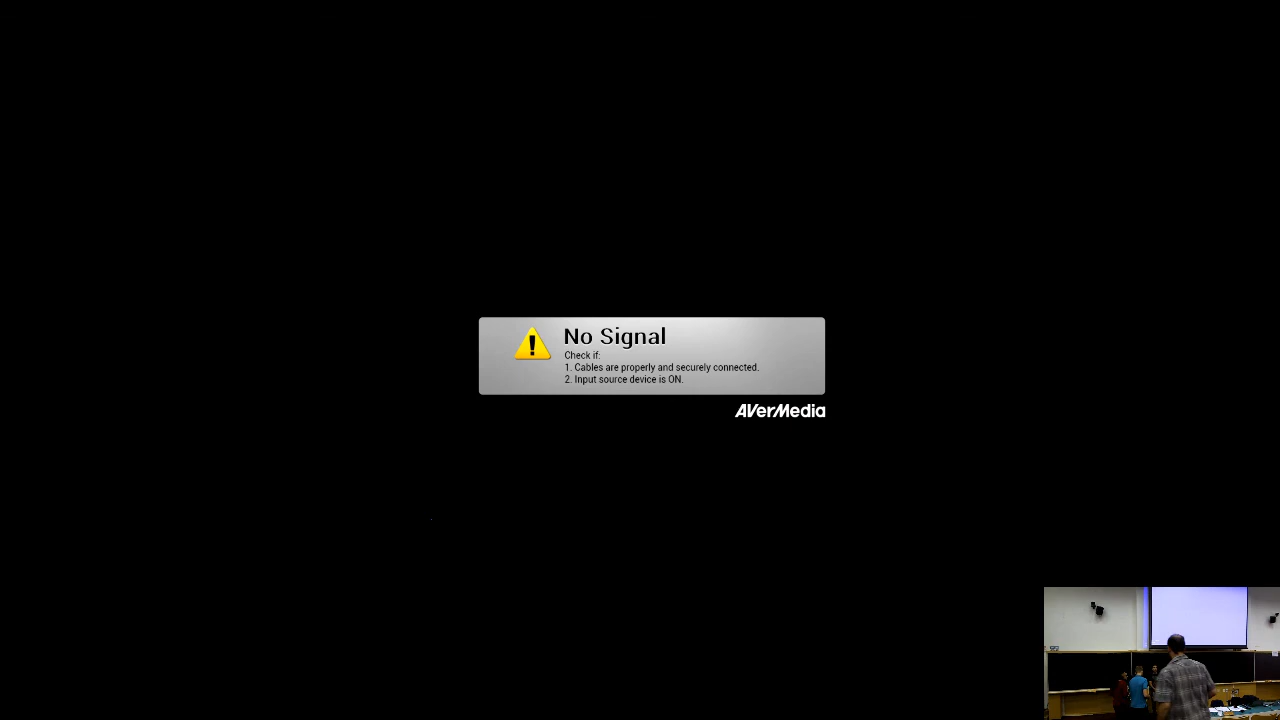 No Signal
Check if:
1. Cables are properly and securely connected.
2. Input source device is ON.
AVerMedia